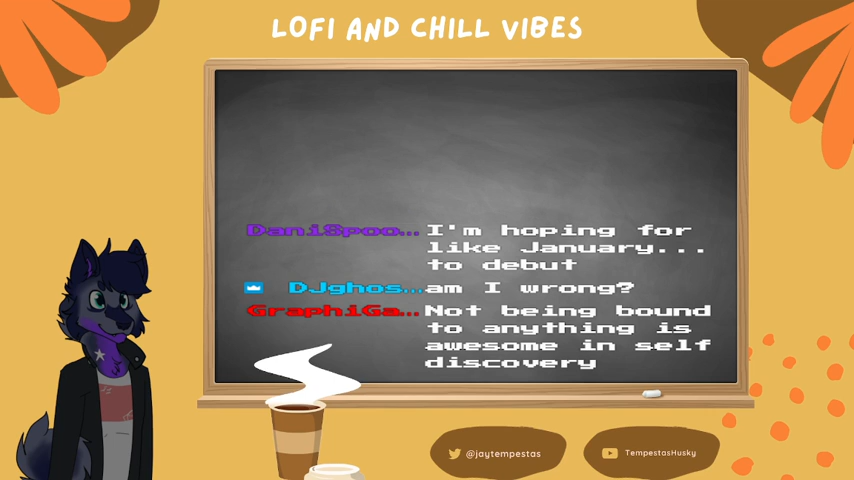 LOFI AND CHILL VIBES
DaniSpoo... I'm hoping for
like January...
to debut
DJghos... am I wrong?
GraphiGa... Not being bound
to anything is
awesome in self
discovery
@jaytempestas
TempestasHusky